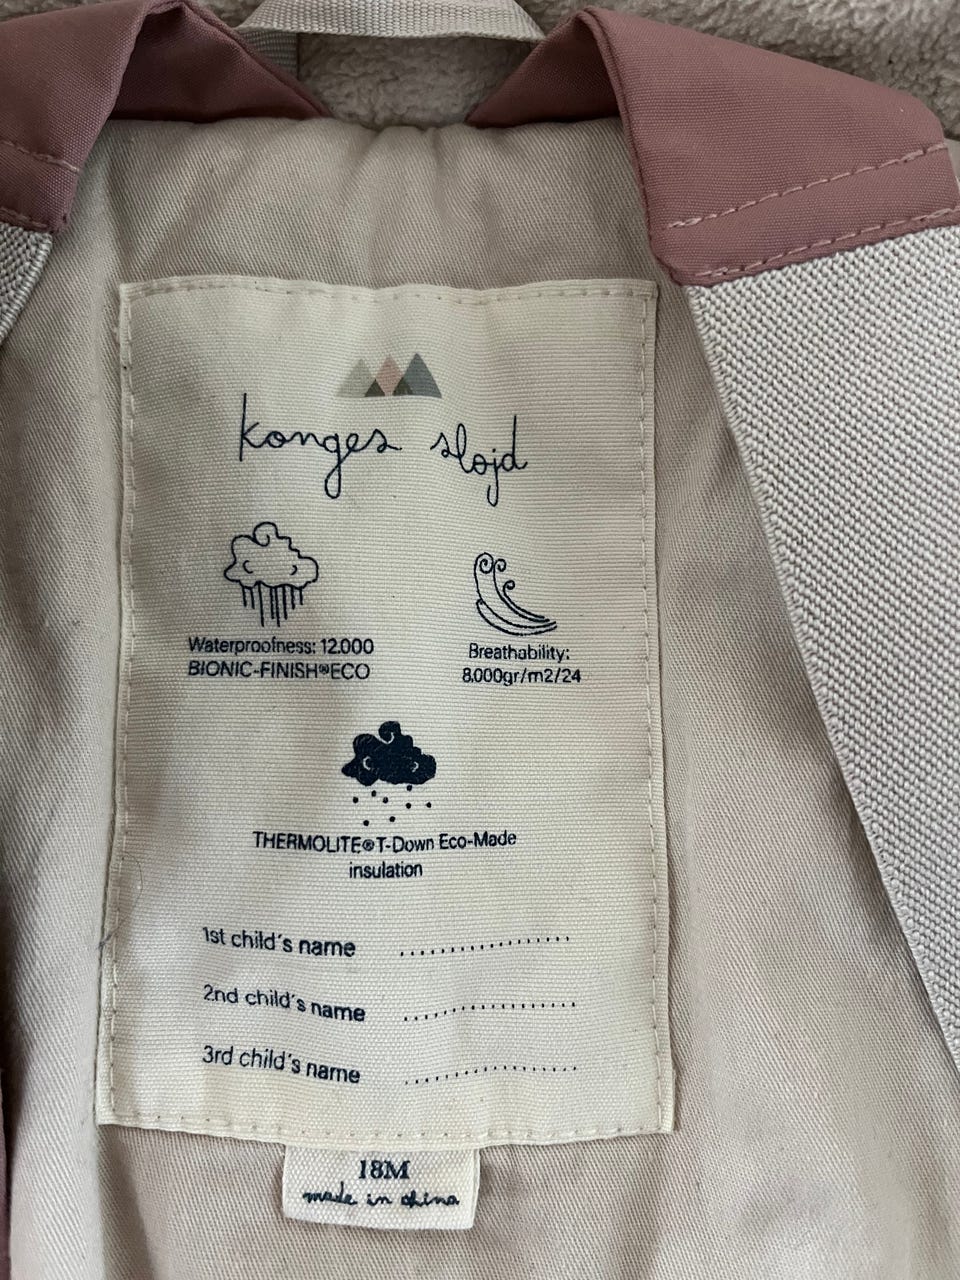 konges sløjd
Waterproofness: 12.000
BIONIC-FINISH®ECO
Breathability:
8.000gr/m2/24
THERMOLITE® T-Down Eco-Made
insulation
1st child's name ..................
2nd child's name ..................
3rd child's name ..................
18M
made in china